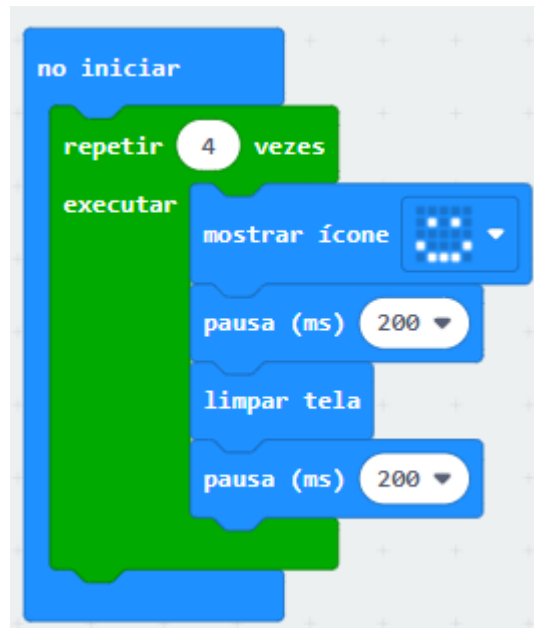 no iniciar
repetir 4 vezes
executar
mostrar ícone
pausa (ms) 200
limpar tela
pausa (ms) 200